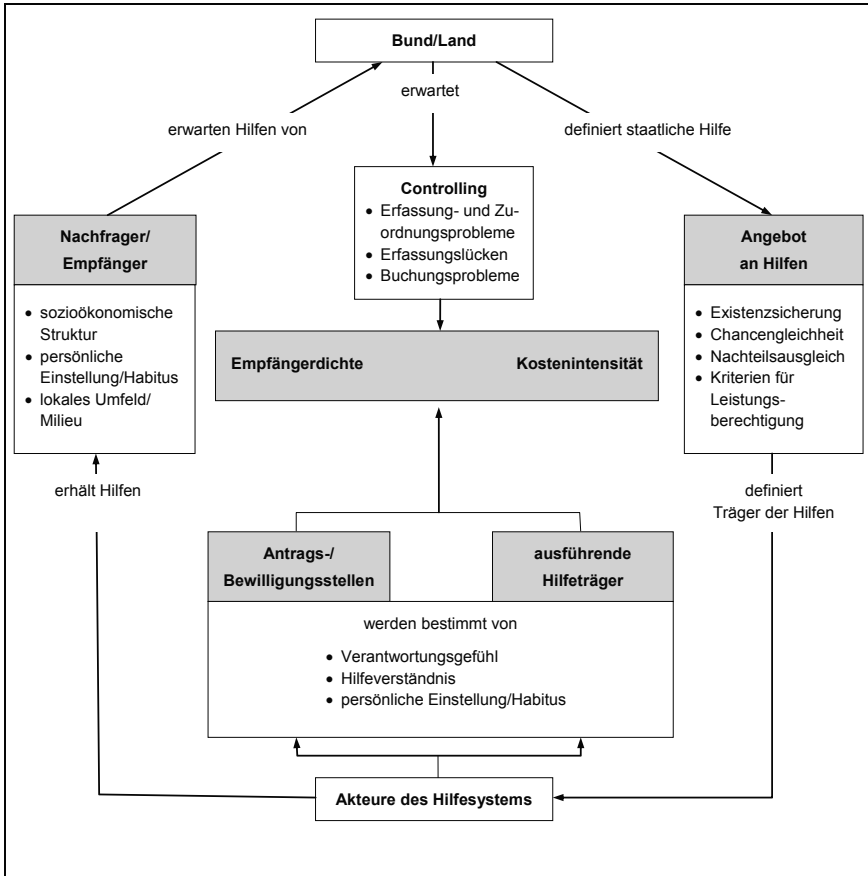 Bund/Land
erwartet
erwarten Hilfen von
definiert staatliche Hilfe
Controlling
• Erfassung- und Zu-
ordnungsprobleme
• Erfassungslücken
• Buchungsprobleme
Nachfrager/
Empfänger
• sozioökonomische
Struktur
• persönliche
Einstellung/Habitus
• lokales Umfeld/
Milieu
Angebot
an Hilfen
• Existenzsicherung
• Chancengleichheit
• Nachteilsausgleich
• Kriterien für
Leistungs-
berechtigung
Empfängerdichte Kostenintensität
erhält Hilfen
definiert
Träger der Hilfen
Antrags-/
Bewilligungsstellen
ausführende
Hilfeträger
werden bestimmt von
• Verantwortungsgefühl
• Hilfeverständnis
• persönliche Einstellung/Habitus
Akteure des Hilfesystems